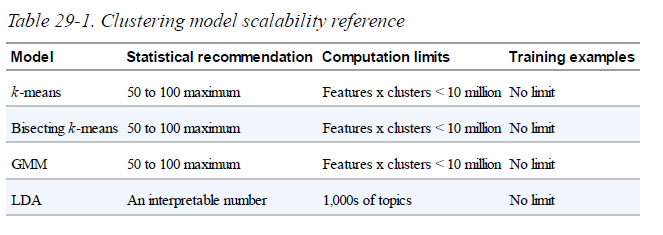 Table 29-1. Clustering model scalability reference
Model Statistical recommendation Computation limits Training examples
k-means 50 to 100 maximum Features x clusters < 10 million No limit
Bisecting k-means 50 to 100 maximum Features x clusters < 10 million No limit
GMM 50 to 100 maximum Features x clusters < 10 million No limit
LDA An interpretable number 1,000s of topics No limit